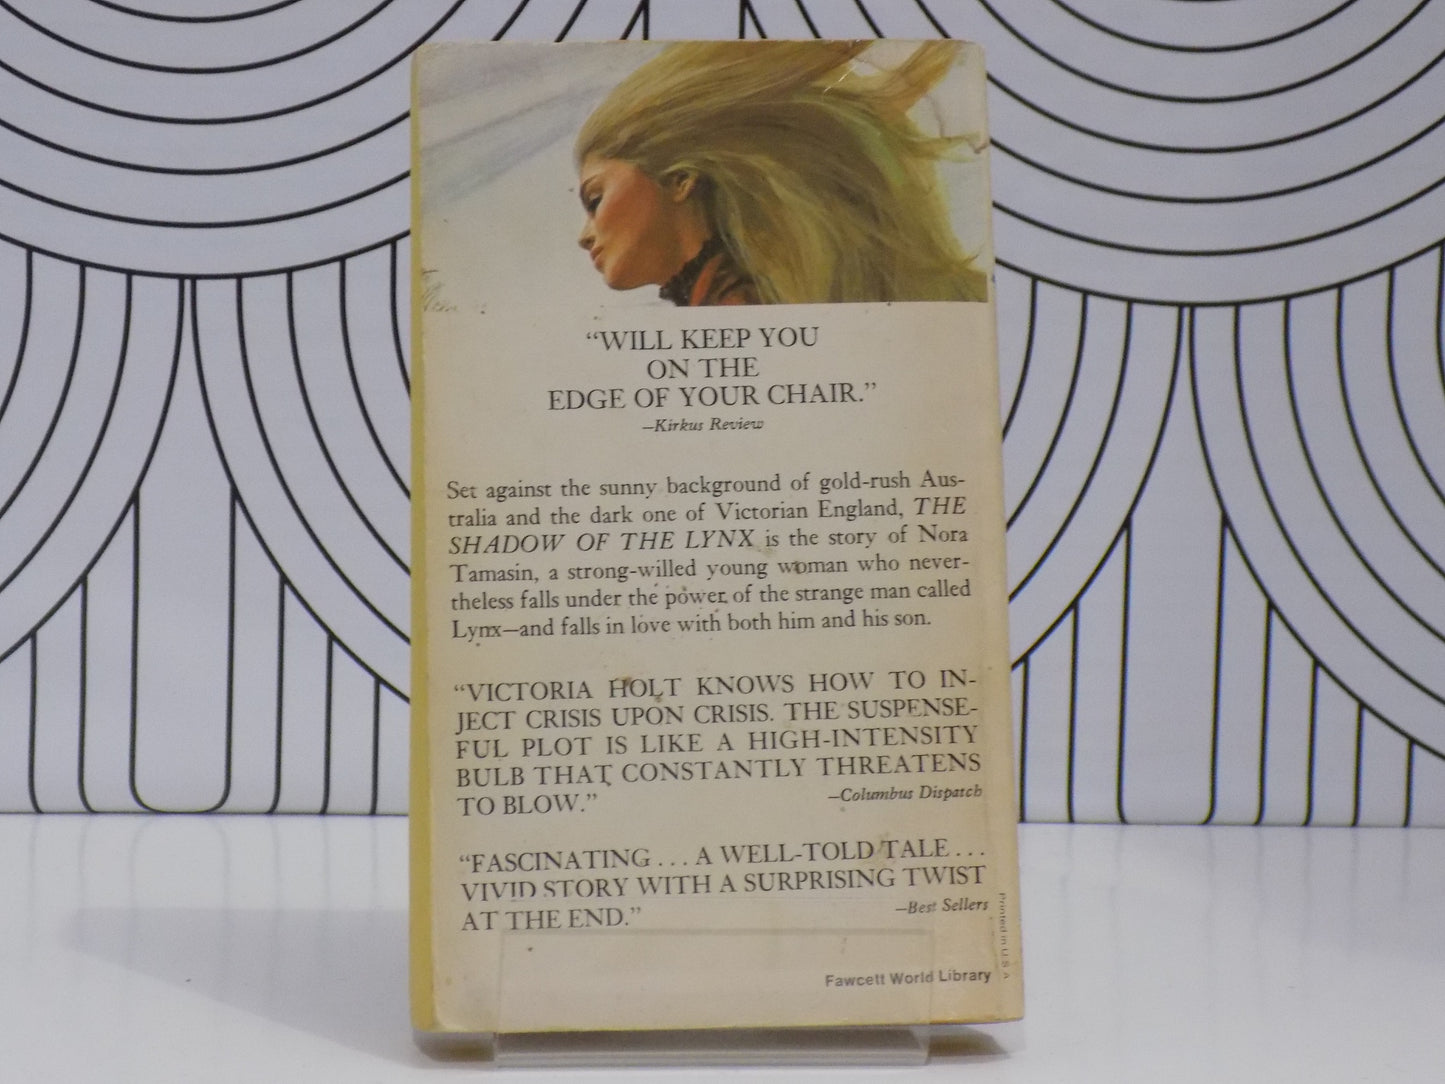 “WILL KEEP YOU
ON THE
EDGE OF YOUR CHAIR.”
—Kirkus Review
Set against the sunny background of gold-rush Aus-
tralia and the dark one of Victorian England, THE
SHADOW OF THE LYNX is the story of Nora
Tamasin, a strong-willed young woman who never-
theless falls under the power of the strange man called
Lynx—and falls in love with both him and his son.
“VICTORIA HOLT KNOWS HOW TO IN-
JECT CRISIS UPON CRISIS. THE SUSPENSE-
FUL PLOT IS LIKE A HIGH-INTENSITY
BULB THAT CONSTANTLY THREATENS
TO BLOW.”
—Columbus Dispatch
“FASCINATING . . . A WELL-TOLD TALE . . .
VIVID STORY WITH A SURPRISING TWIST
AT THE END.”
—Best Sellers
Printed in U S A
Fawcett World Library